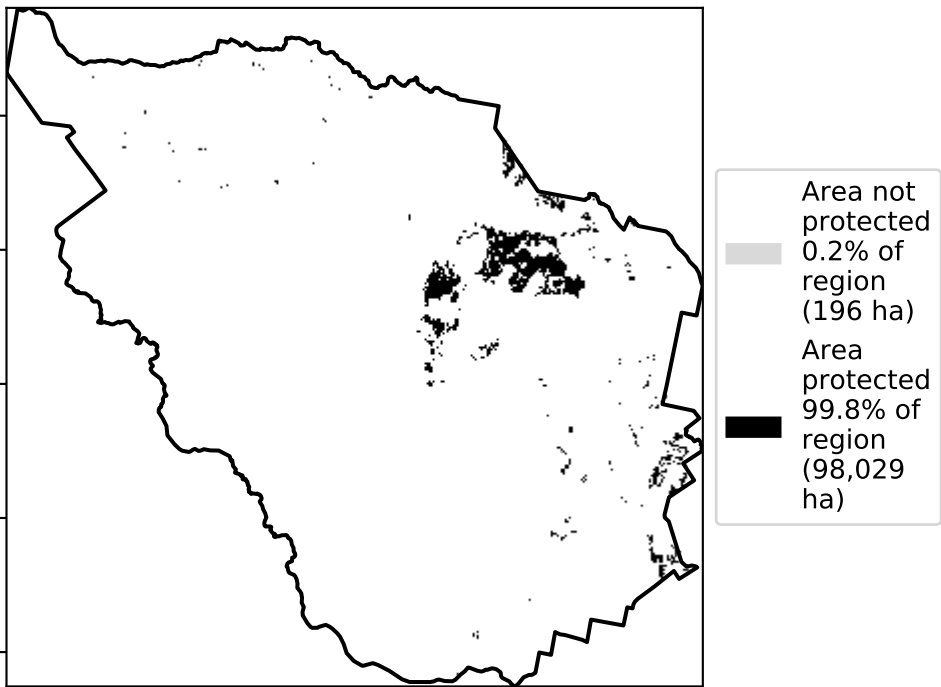 Area not
protected
0.2% of
region
(196 ha)
Area
protected
99.8% of
region
(98,029
ha)